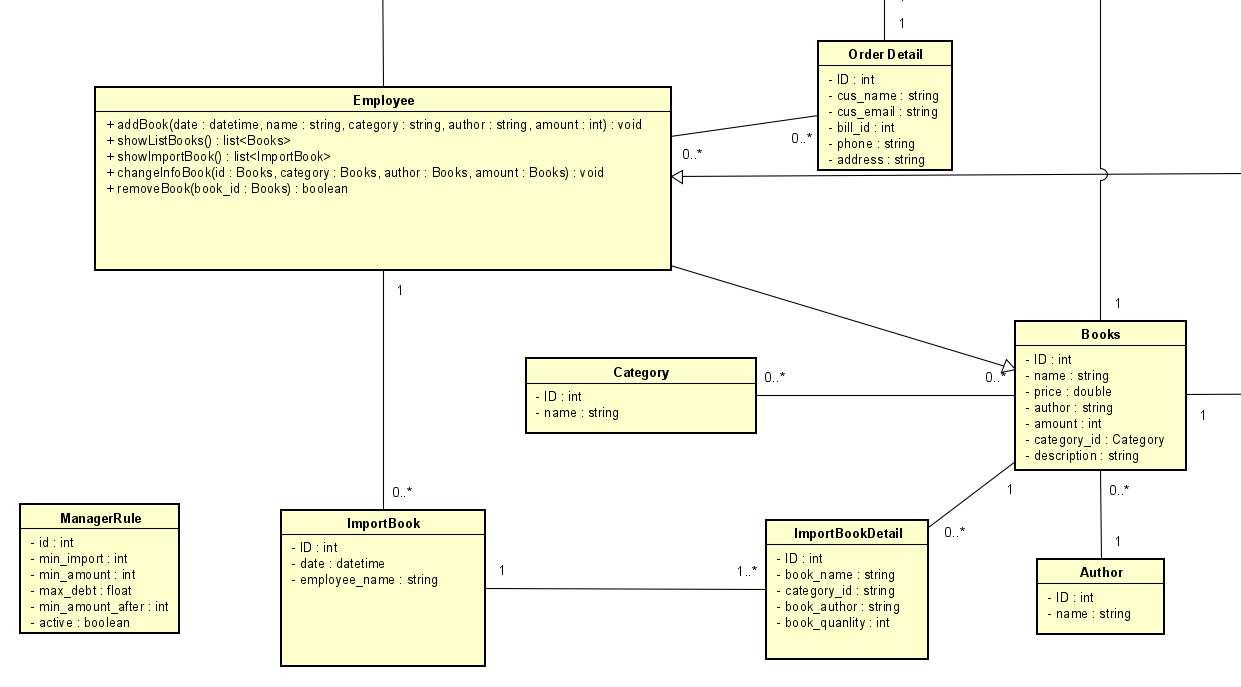 1
Order Detail
- ID : int
- cus_name : string
- cus_email : string
- bill_id : int
- phone : string
- address : string
Employee
+ addBook(date : datetime, name : string, category : string, author : string, amount : int) : void
+ showListBooks() : list<Books>
+ showImportBook() : list<ImportBook>
+ changeInfoBook(id : Books, category : Books, author : Books, amount : Books) : void
+ removeBook(book_id : Books) : boolean
0..*
0..*
1
1
Books
- ID : int
- name : string
- price : double
- author : string
- amount : int
- category_id : Category
- description : string
Category
- ID : int
- name : string
0..*
0..*
1
1
0..*
0..*
0..*
1
ManagerRule
- id : int
- min_import : int
- min_amount : int
- max_debt : float
- min_amount_after : int
- active : boolean
ImportBook
- ID : int
- date : datetime
- employee_name : string
1
1..*
ImportBookDetail
- ID : int
- book_name : string
- category_id : string
- book_author : string
- book_quanlity : int
Author
- ID : int
- name : string